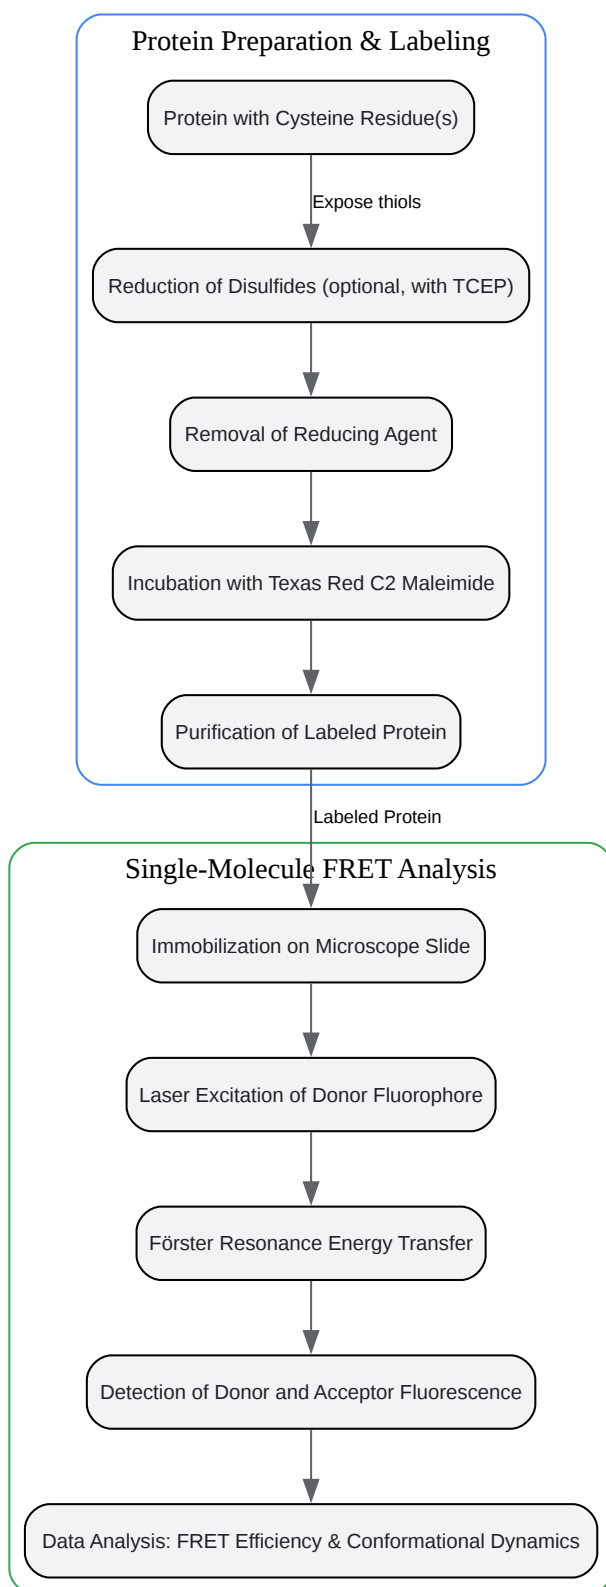 Protein Preparation & Labeling
Protein with Cysteine Residue(s)
Expose thiols
Reduction of Disulfides (optional, with TCEP)
Removal of Reducing Agent
Incubation with Texas Red C2 Maleimide
Purification of Labeled Protein
Labeled Protein
Single-Molecule FRET Analysis
Immobilization on Microscope Slide
Laser Excitation of Donor Fluorophore
Förster Resonance Energy Transfer
Detection of Donor and Acceptor Fluorescence
Data Analysis: FRET Efficiency & Conformational Dynamics